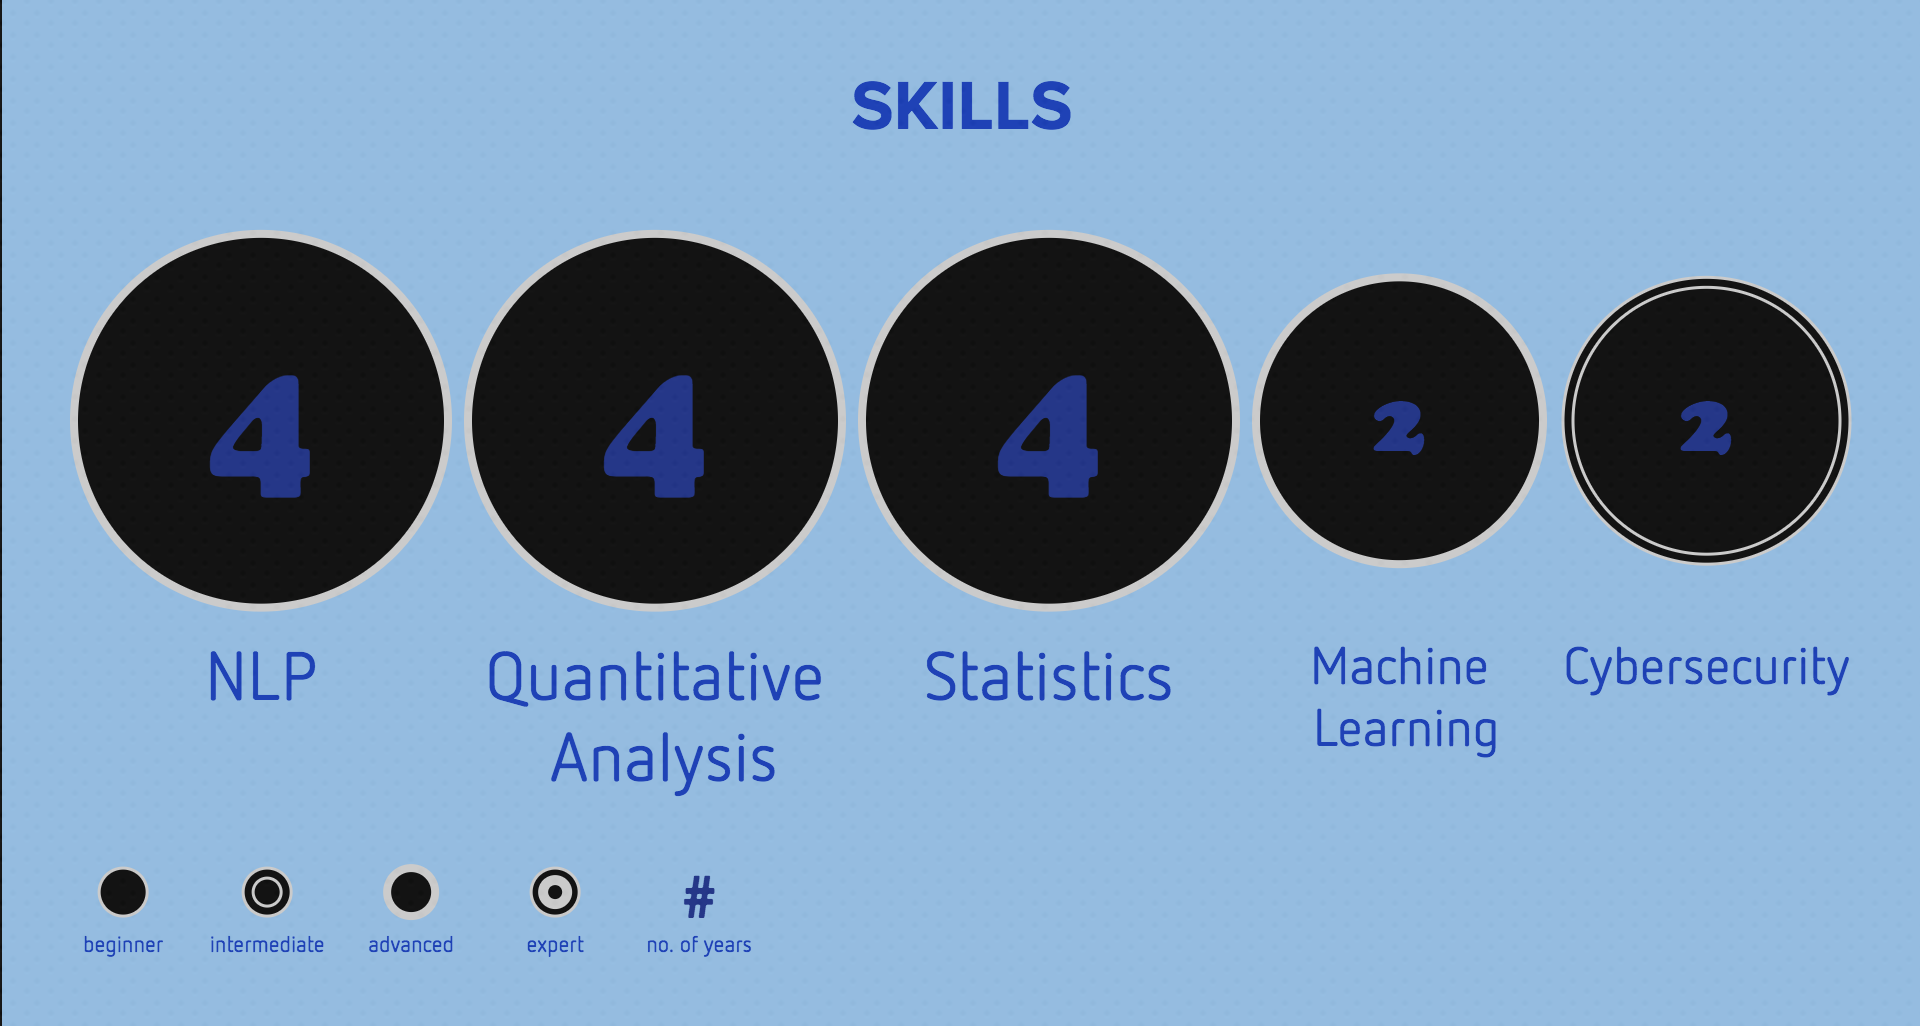 SKILLS
4 4 4 2 2
NLP Quantitative Statistics Machine Cybersecurity
Analysis Learning
# 
beginner intermediate advanced expert no. of years